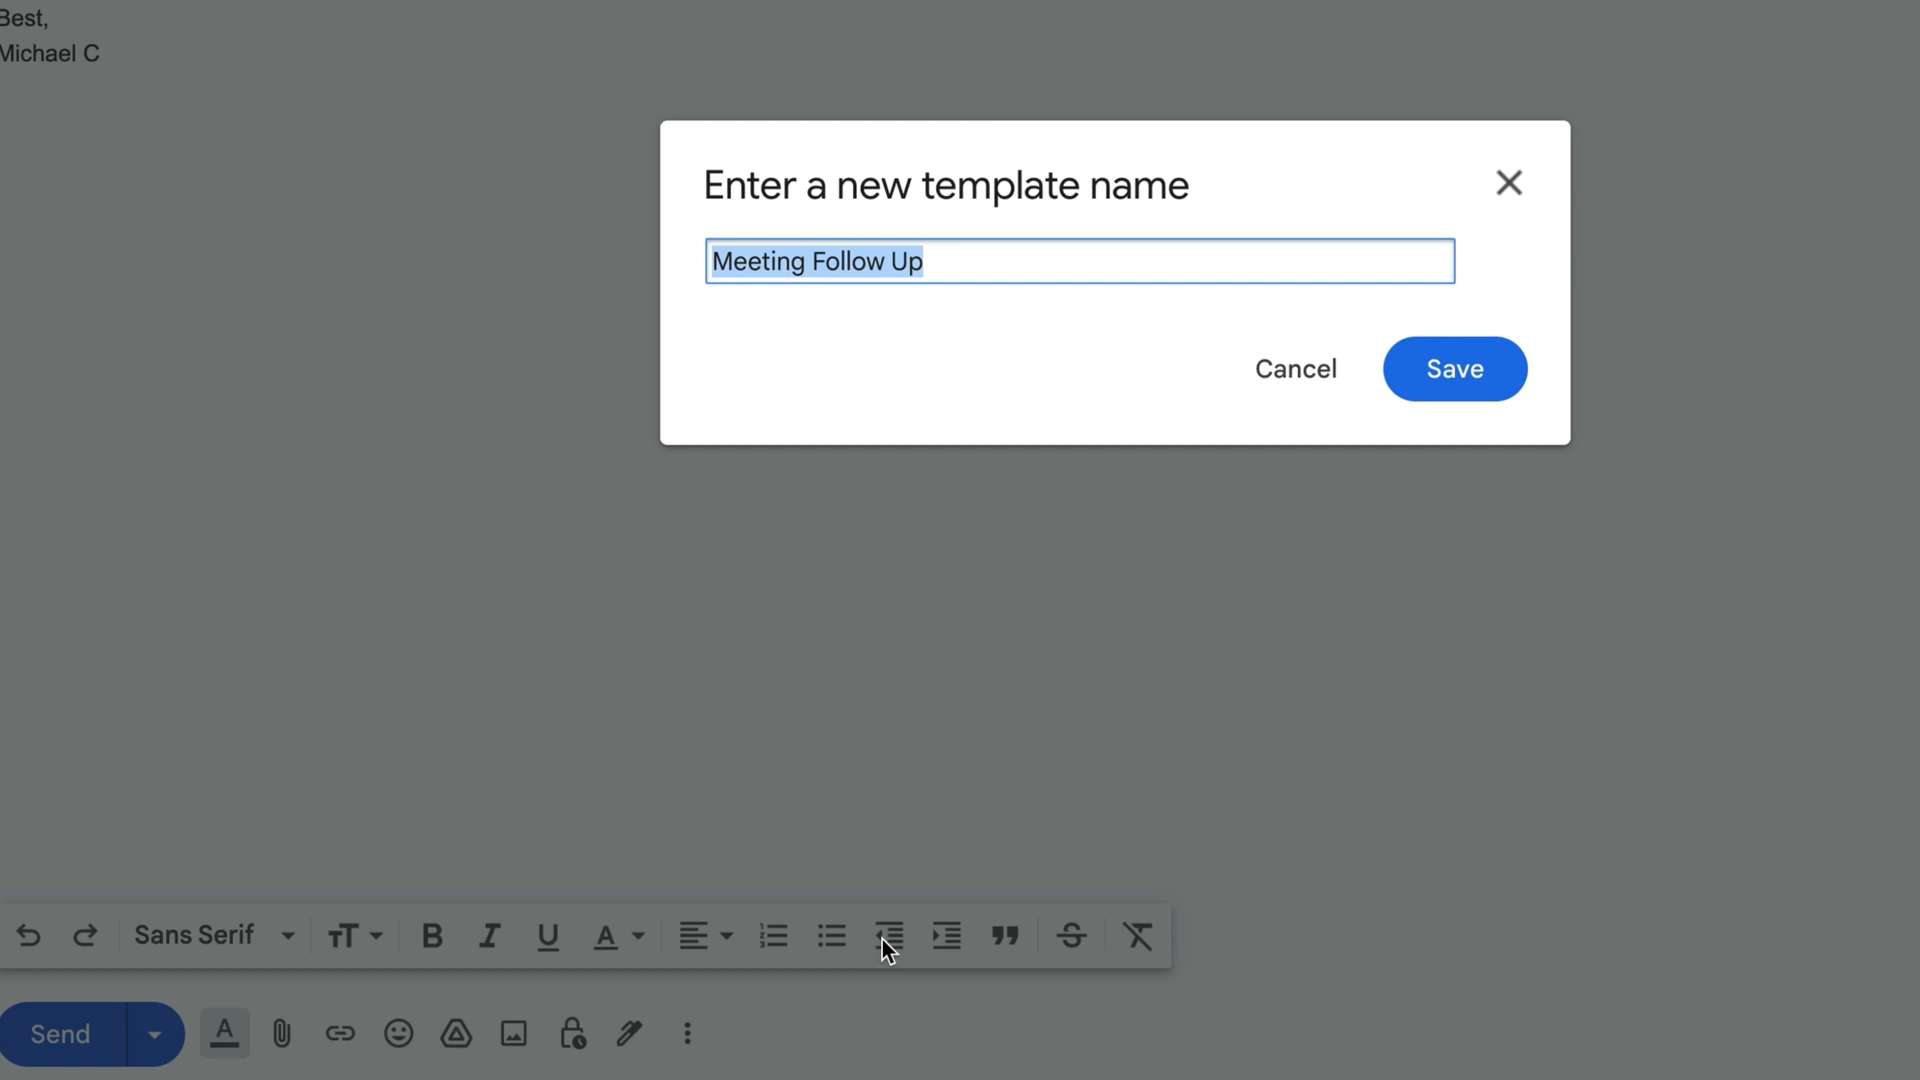 Best,
Michael C
Enter a new template name
Meeting Follow Up
Cancel
Save
Sans Serif
Send